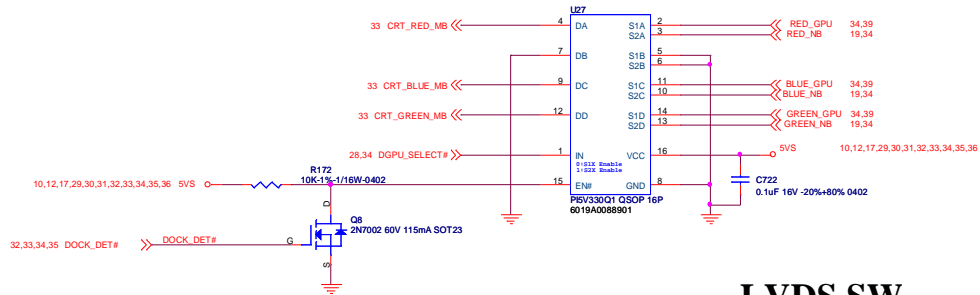 U27
33 CRT_RED_MB 4 DA S1A 2 RED_GPU 34,39
S2A 3 RED_NB 19,34
7 DB S1B 5
S2B 6
33 CRT_BLUE_MB 9 DC S1C 11 BLUE_GPU 34,39
S2C 10 BLUE_NB 19,34
33 CRT_GREEN_MB 12 DD S1D 14 GREEN_GPU 34,39
S2D 13 GREEN_NB 19,34
28,34 DGPU_SELECT# 1 IN VCC 16 5VS 10,12,17,29,30,31,32,33,34,35,36
0:S1X Enable
1:S2X Enable
R172
10K-1%-1/16W-0402
10,12,17,29,30,31,32,33,34,35,36 5VS 15 EN# GND 8
C722
0.1uF 16V -20%+80% 0402
PI5V330Q1 QSOP 16P
6019A0088901
D
Q8
2N7002 60V 115mA SOT23
32,33,34,35 DOCK_DET# DOCK_DET# G
S
LVDS SW